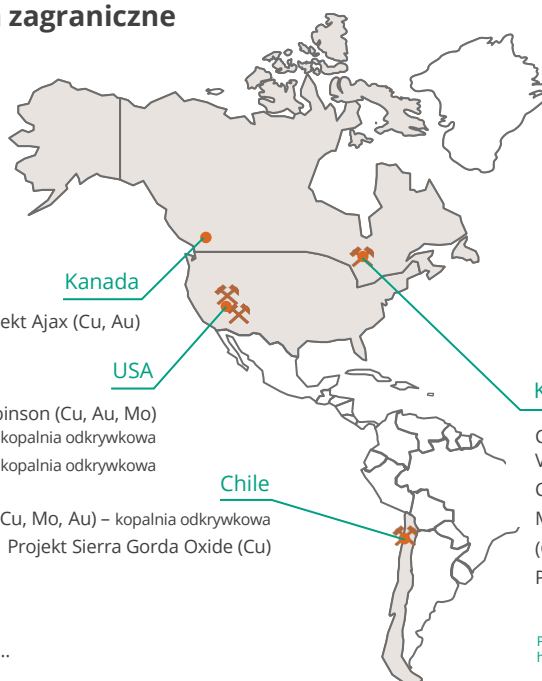 zagraniczne
Kanada
ekt Ajax (Cu, Au)
USA
binson (Cu, Au, Mo)
kopalnia odkrywkowa
kopalnia odkrywkowa
Chile
(Cu, Mo, Au) – kopalnia odkrywkowa
Projekt Sierra Gorda Oxide (Cu)
...
K